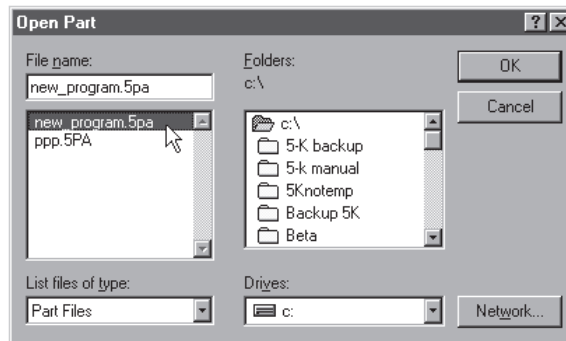 Open Part
File name:
new_program.5pa
new_program.5pa
ppp.5PA
List files of type:
Part Files
Folders:
c:\
c:\
5-K backup
5-k manual
5Knotemp
Backup 5K
Beta
Drives:
c:
OK
Cancel
Network...